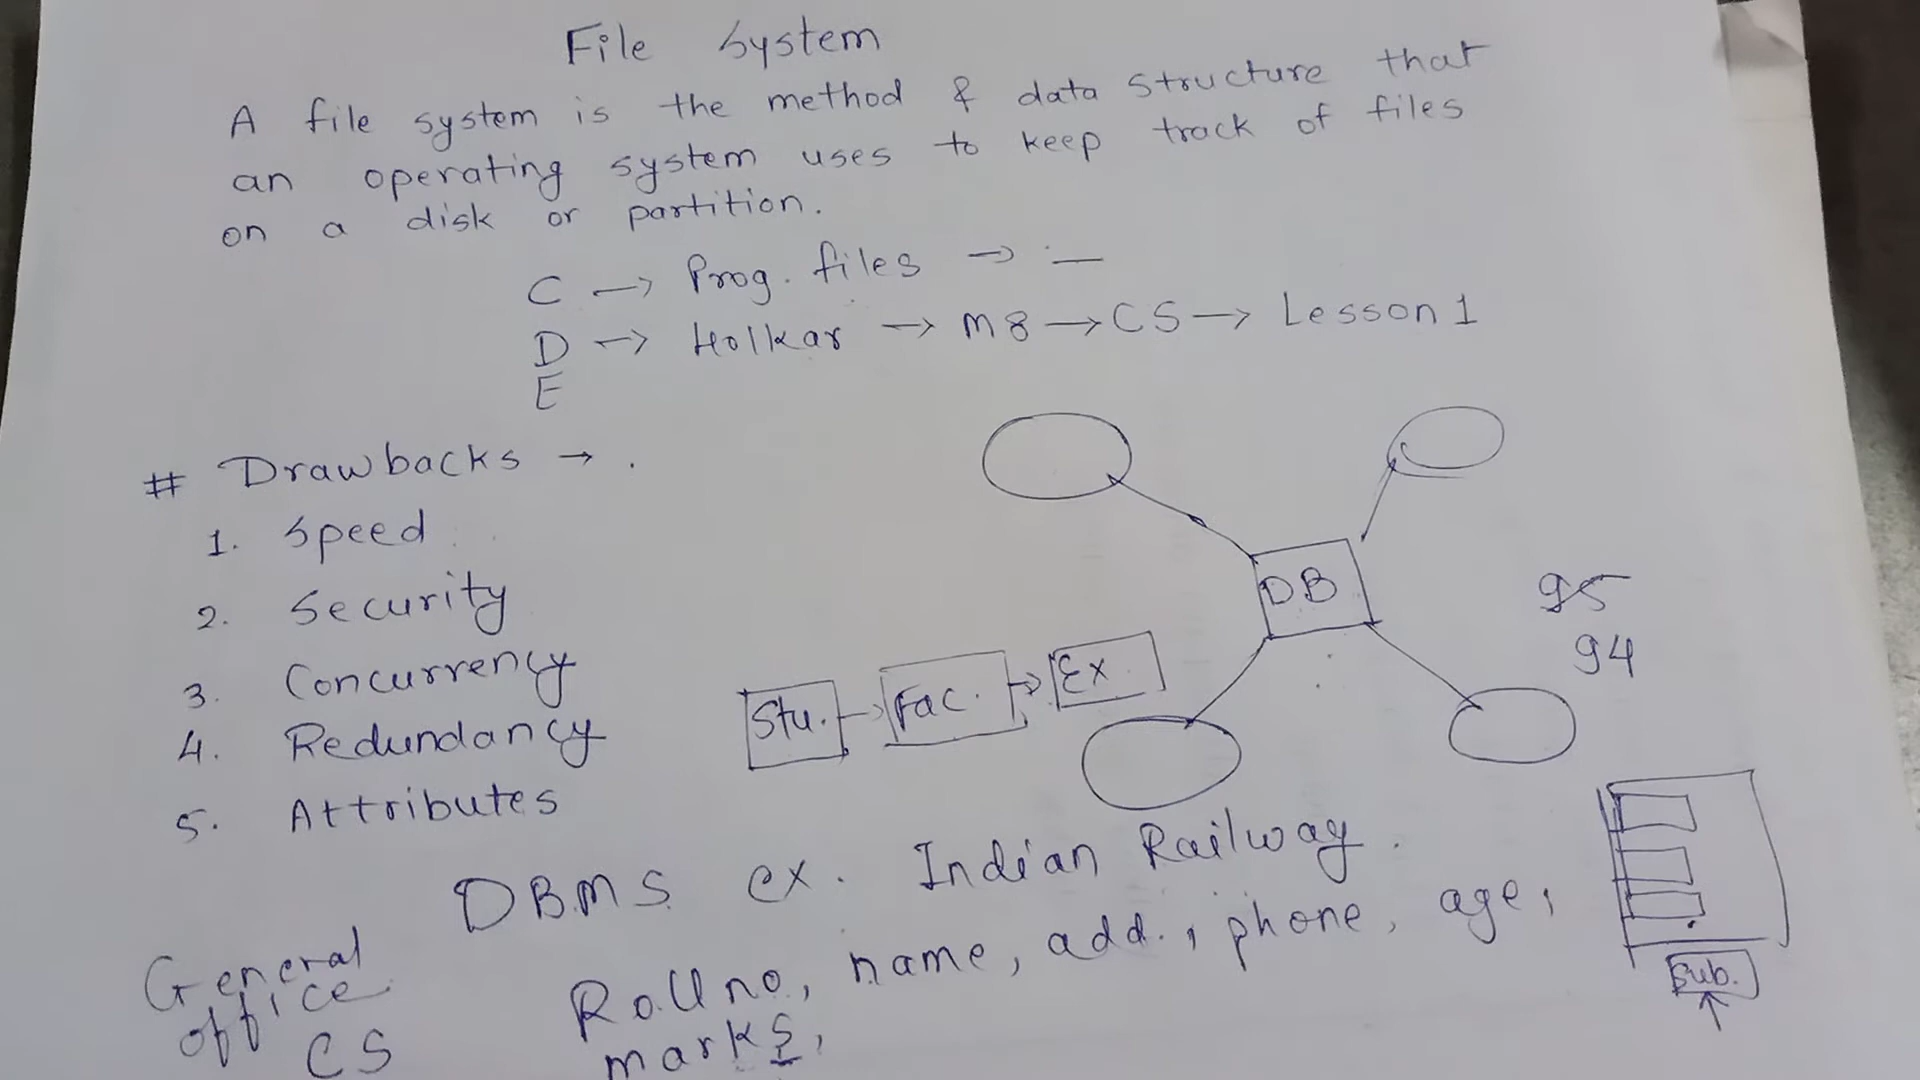 File System
A file system is the method & data structure that
an operating system uses to keep track of files
on a disk or partition.
C → Prog. files → —
D → Holkar → M8 → CS → Lesson 1
E
# Drawbacks → .
1. Speed
2. Security
3. Concurrency
4. Redundancy
5. Attributes
DB
95
94
Stu. → Fac. → Ex.
DBMS ex. Indian Railway.
General
office
CS
Roll no, name, add., phone, age,
marks,
Sub.